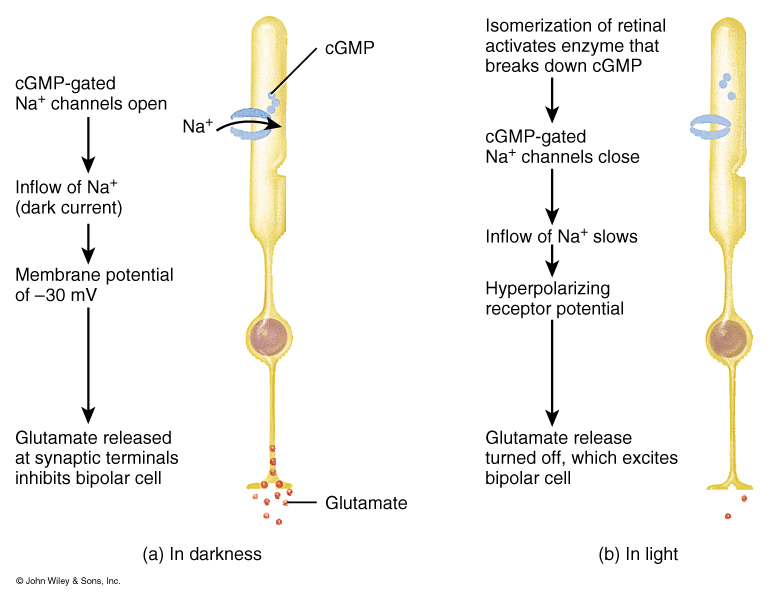 cGMP-gated
Na⁺ channels open
Inflow of Na⁺
(dark current)
Membrane potential
of –30 mV
Glutamate released
at synaptic terminals
inhibits bipolar cell
cGMP
Na⁺
Glutamate
(a) In darkness
Isomerization of retinal
activates enzyme that
breaks down cGMP
cGMP-gated
Na⁺ channels close
Inflow of Na⁺ slows
Hyperpolarizing
receptor potential
Glutamate release
turned off, which excites
bipolar cell
(b) In light
© John Wiley & Sons, Inc.